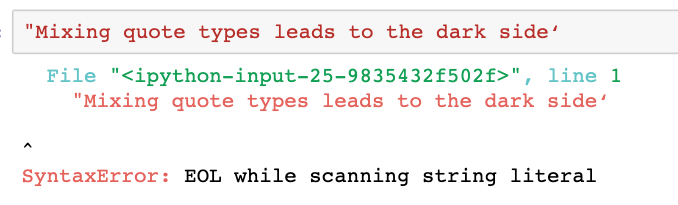 "Mixing quote types leads to the dark side‘
File "<ipython-input-25-9835432f502f>", line 1
"Mixing quote types leads to the dark side‘
^
SyntaxError: EOL while scanning string literal